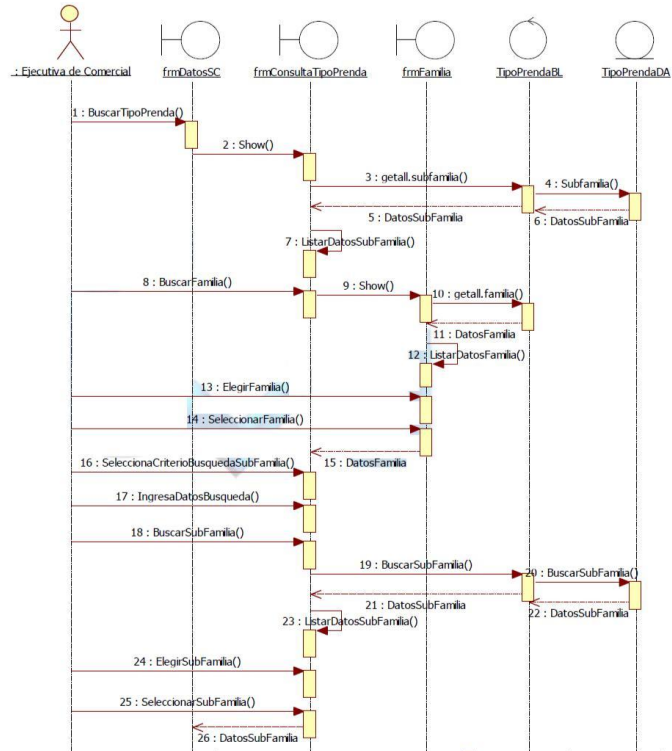 : Ejecutiva de Comercial
frmDatosSC
frmConsultaTipoPrenda
frmFamilia
TipoPrendaBL
TipoPrendaDA
1 : BuscarTipoPrenda()
2 : Show()
3 : getall.subfamilia()
4 : Subfamilia()
5 : DatosSubFamilia
6 : DatosSubFamilia
7 : ListarDatosSubFamilia()
8 : BuscarFamilia()
9 : Show()
10 : getall.familia()
11 : DatosFamilia
12 : ListarDatosFamilia()
13 : ElegirFamilia()
14 : SeleccionarFamilia()
15 : DatosFamilia
16 : SeleccionaCriterioBusquedaSubFamilia()
17 : IngresaDatosBusqueda()
18 : BuscarSubFamilia()
19 : BuscarSubFamilia()
20 : BuscarSubFamilia()
21 : DatosSubFamilia
22 : DatosSubFamilia
23 : ListarDatosSubFamilia()
24 : ElegirSubFamilia()
25 : SeleccionarSubFamilia()
26 : DatosSubFamilia